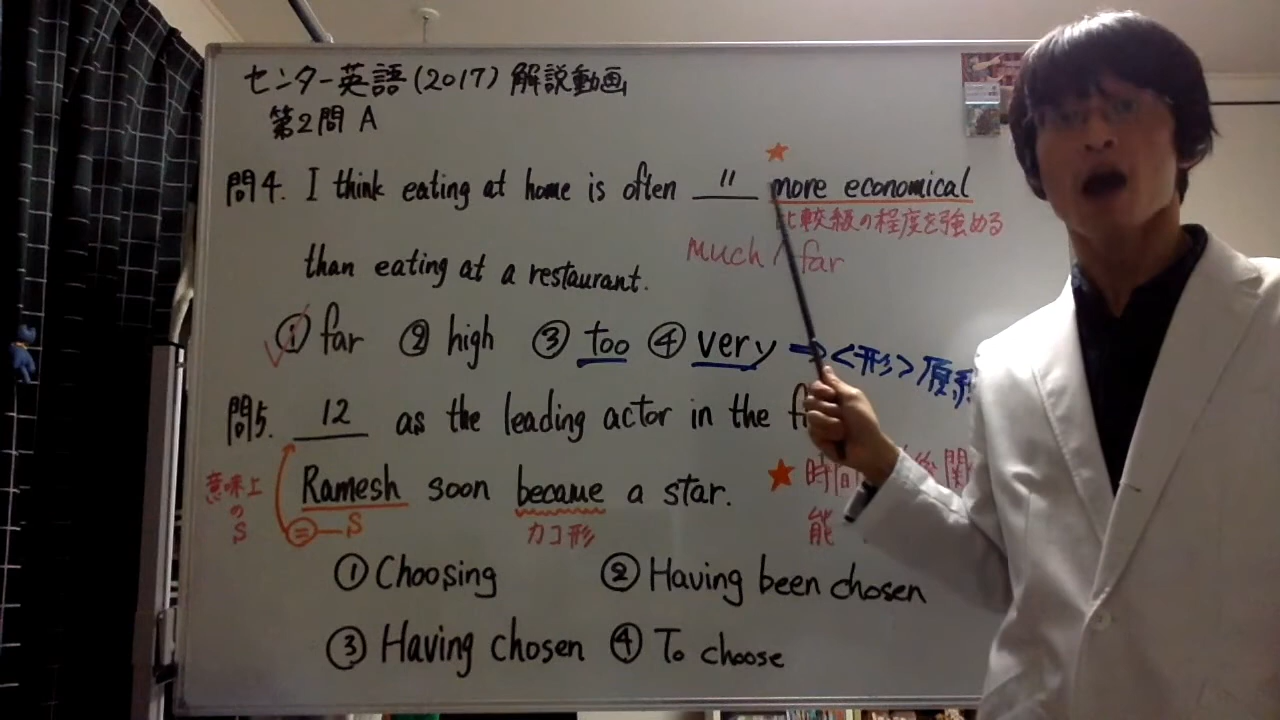 センター英語(2017) 解説動画
第2問 A
問4. I think eating at home is often 11 more economical
比較級の程度を強める
much / far
than eating at a restaurant.
① far ② high ③ too ④ very ⇒ <形> 原
問5. 12 as the leading actor in the
Ramesh soon became a star.
意味上
の
S
= S
カコ形
★ 時間 関
能
① Choosing ② Having been chosen
③ Having chosen ④ To choose